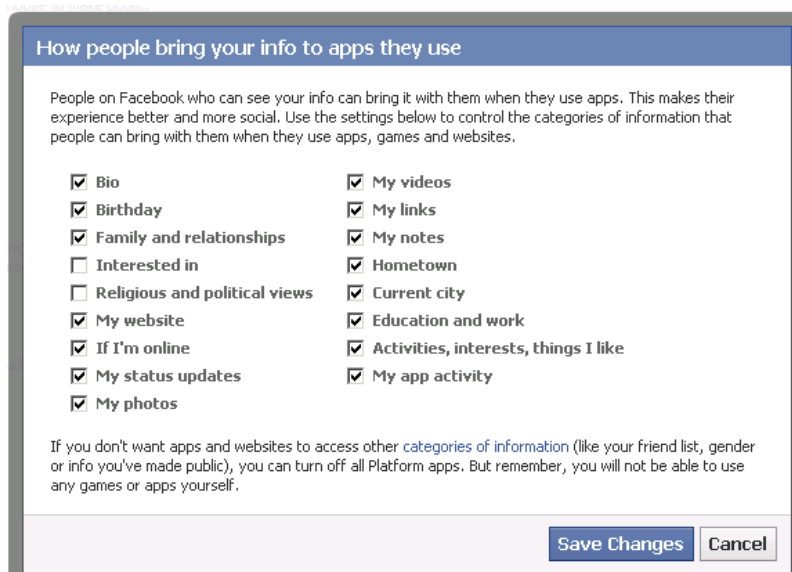 How people bring your info to apps they use
People on Facebook who can see your info can bring it with them when they use apps. This makes their
experience better and more social. Use the settings below to control the categories of information that
people can bring with them when they use apps, games and websites.
Bio
Birthday
Family and relationships
Interested in
Religious and political views
My website
If I'm online
My status updates
My photos
My videos
My links
My notes
Hometown
Current city
Education and work
Activities, interests, things I like
My app activity
If you don't want apps and websites to access other categories of information (like your friend list, gender
or info you've made public), you can turn off all Platform apps. But remember, you will not be able to use
any games or apps yourself.
Save Changes
Cancel